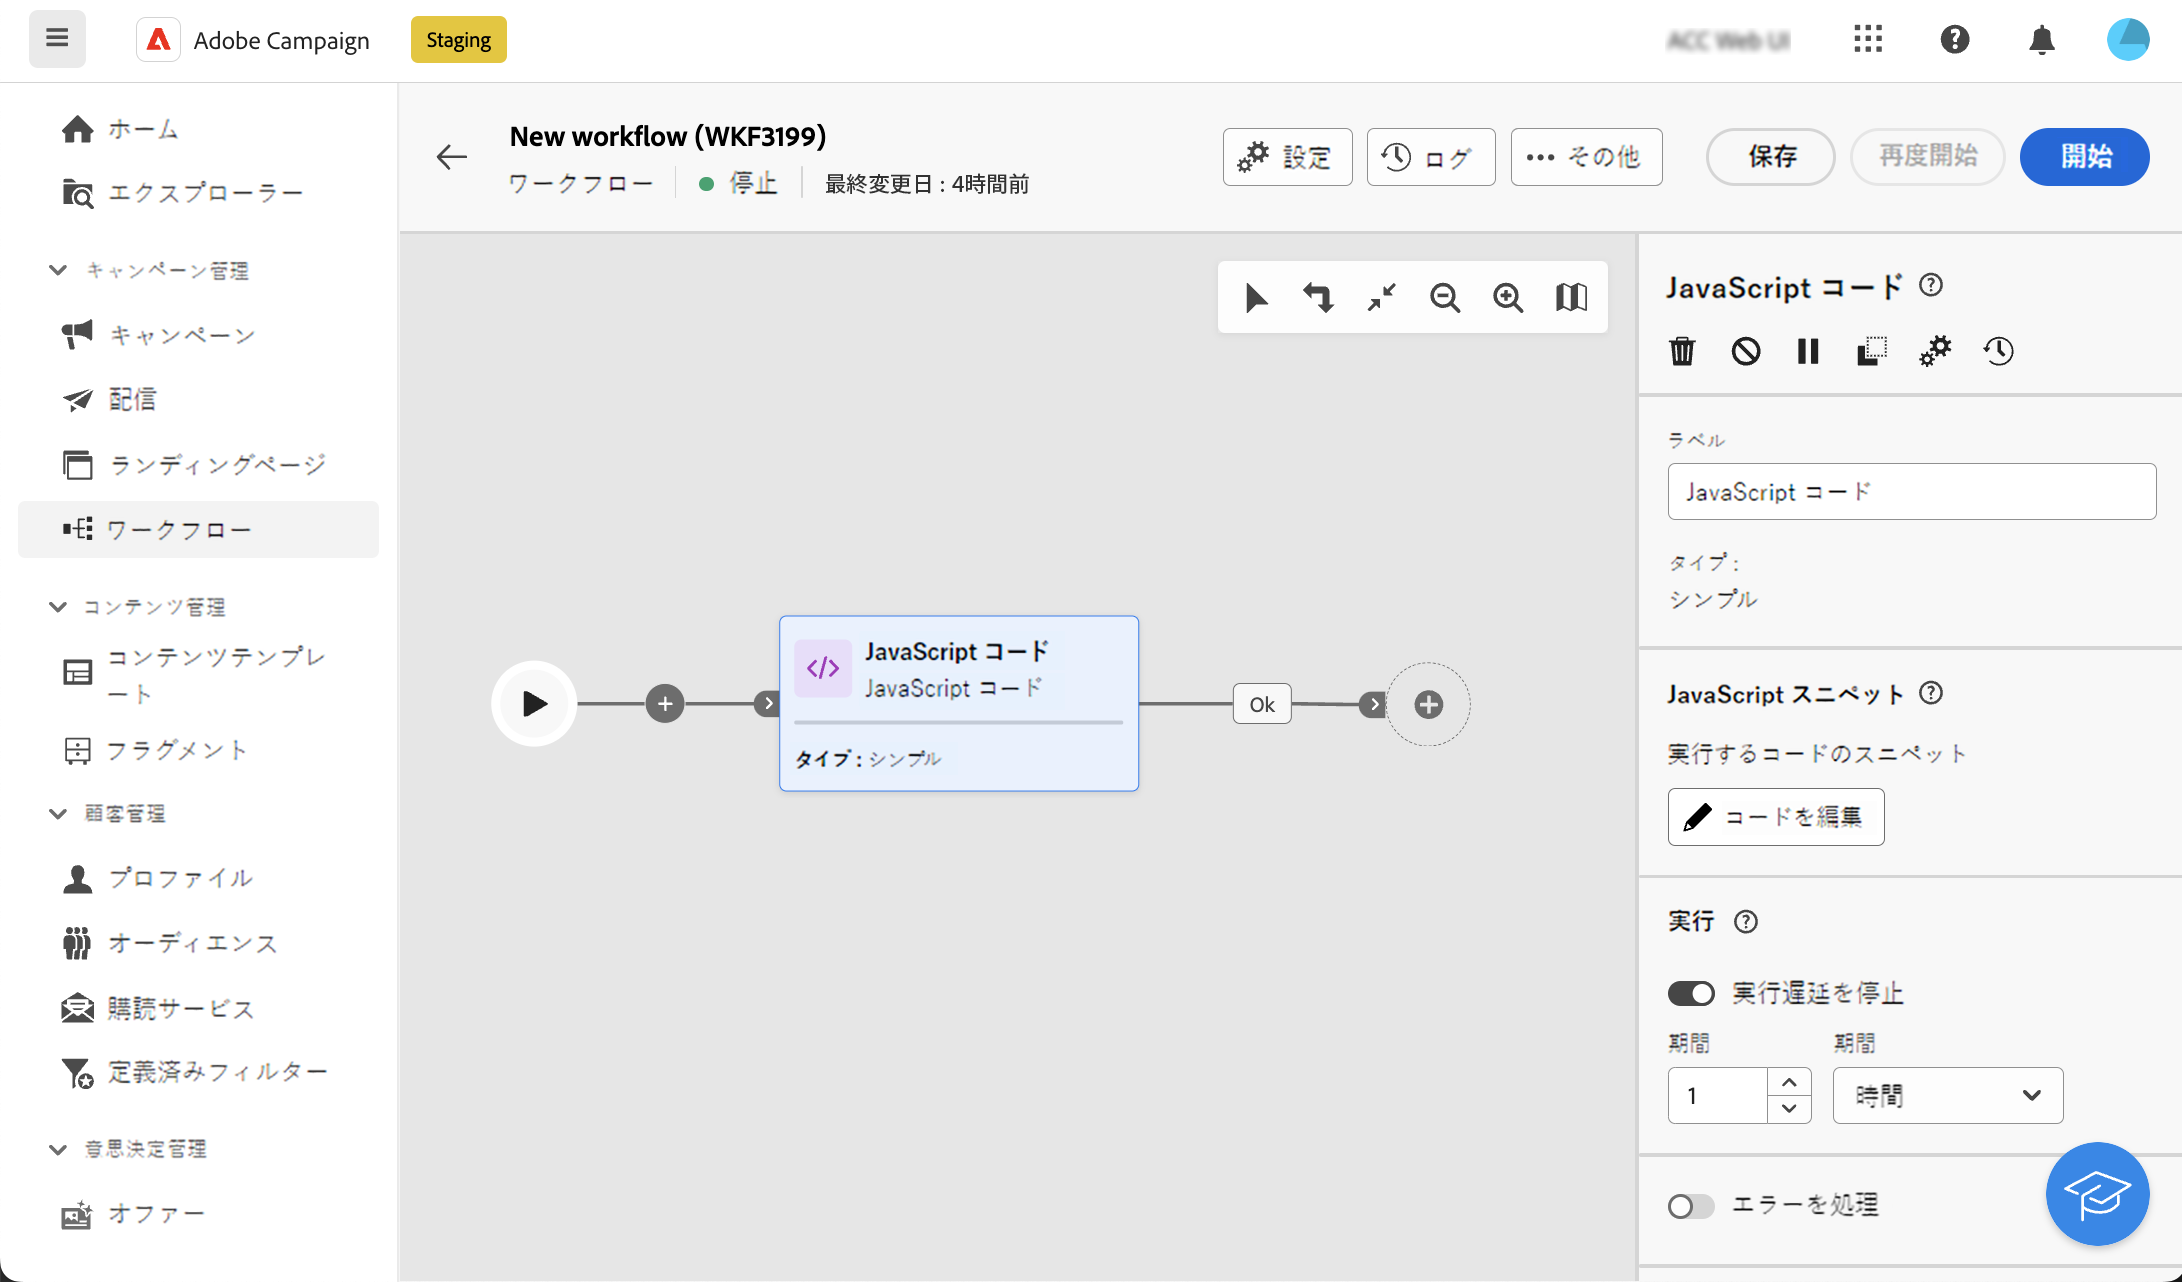 Adobe Campaign
Staging
ACC Web UI
ホーム
エクスプローラー
キャンペーン管理
キャンペーン
配信
ランディングページ
ワークフロー
コンテンツ管理
コンテンツテンプレ
ート
フラグメント
顧客管理
プロファイル
オーディエンス
購読サービス
定義済みフィルター
意思決定管理
オファー
New workflow (WKF3199)
ワークフロー
停止
最終変更日 : 4時間前
設定
ログ
その他
保存
再度開始
開始
JavaScript コード
JavaScript コード
タイプ : シンプル
Ok
JavaScript コード
ラベル
JavaScript コード
タイプ :
シンプル
JavaScript スニペット
実行するコードのスニペット
コードを編集
実行
実行遅延を停止
期間
期間
1
時間
エラーを処理